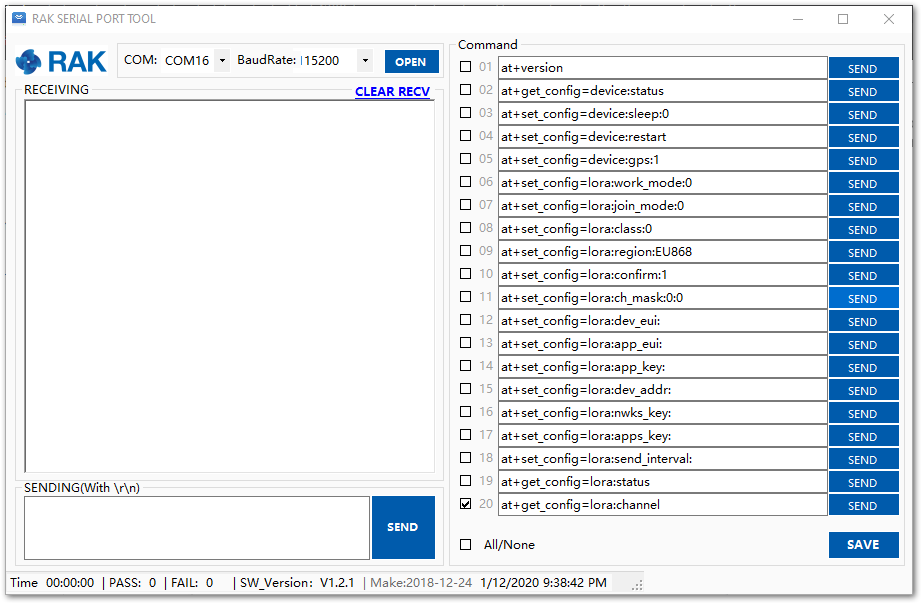 RAK SERIAL PORT TOOL
RAK
COM: COM16 BaudRate: 115200 OPEN
RECEIVING
CLEAR RECV
SENDING(With \r\n)
SEND
Command
01 at+version SEND
02 at+get_config=device:status SEND
03 at+set_config=device:sleep:0 SEND
04 at+set_config=device:restart SEND
05 at+set_config=device:gps:1 SEND
06 at+set_config=lora:work_mode:0 SEND
07 at+set_config=lora:join_mode:0 SEND
08 at+set_config=lora:class:0 SEND
09 at+set_config=lora:region:EU868 SEND
10 at+set_config=lora:confirm:1 SEND
11 at+set_config=lora:ch_mask:0:0 SEND
12 at+set_config=lora:dev_eui: SEND
13 at+set_config=lora:app_eui: SEND
14 at+set_config=lora:app_key: SEND
15 at+set_config=lora:dev_addr: SEND
16 at+set_config=lora:nwks_key: SEND
17 at+set_config=lora:apps_key: SEND
18 at+set_config=lora:send_interval: SEND
19 at+get_config=lora:status SEND
20 at+get_config=lora:channel SEND
All/None
SAVE
Time 00:00:00 | PASS: 0 | FAIL: 0 | SW_Version: V1.2.1 | Make:2018-12-24 1/12/2020 9:38:42 PM